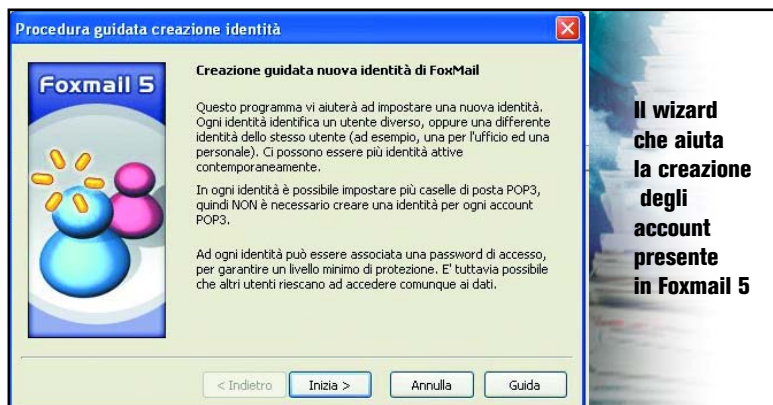 Procedura guidata creazione identità
Foxmail 5
Creazione guidata nuova identità di FoxMail
Questo programma vi aiuterà ad impostare una nuova identità.
Ogni identità identifica un utente diverso, oppure una differente
identità dello stesso utente (ad esempio, una per l'ufficio ed una
personale). Ci possono essere più identità attive
contemporaneamente.
In ogni identità è possibile impostare più caselle di posta POP3,
quindi NON è necessario creare una identità per ogni account
POP3.
Ad ogni identità può essere associata una password di accesso,
per garantire un livello minimo di protezione. E' tuttavia possibile
che altri utenti riescano ad accedere comunque ai dati.
< Indietro
Inizia >
Annulla
Guida
Il wizard
che aiuta
la creazione
degli
account
presente
in Foxmail 5